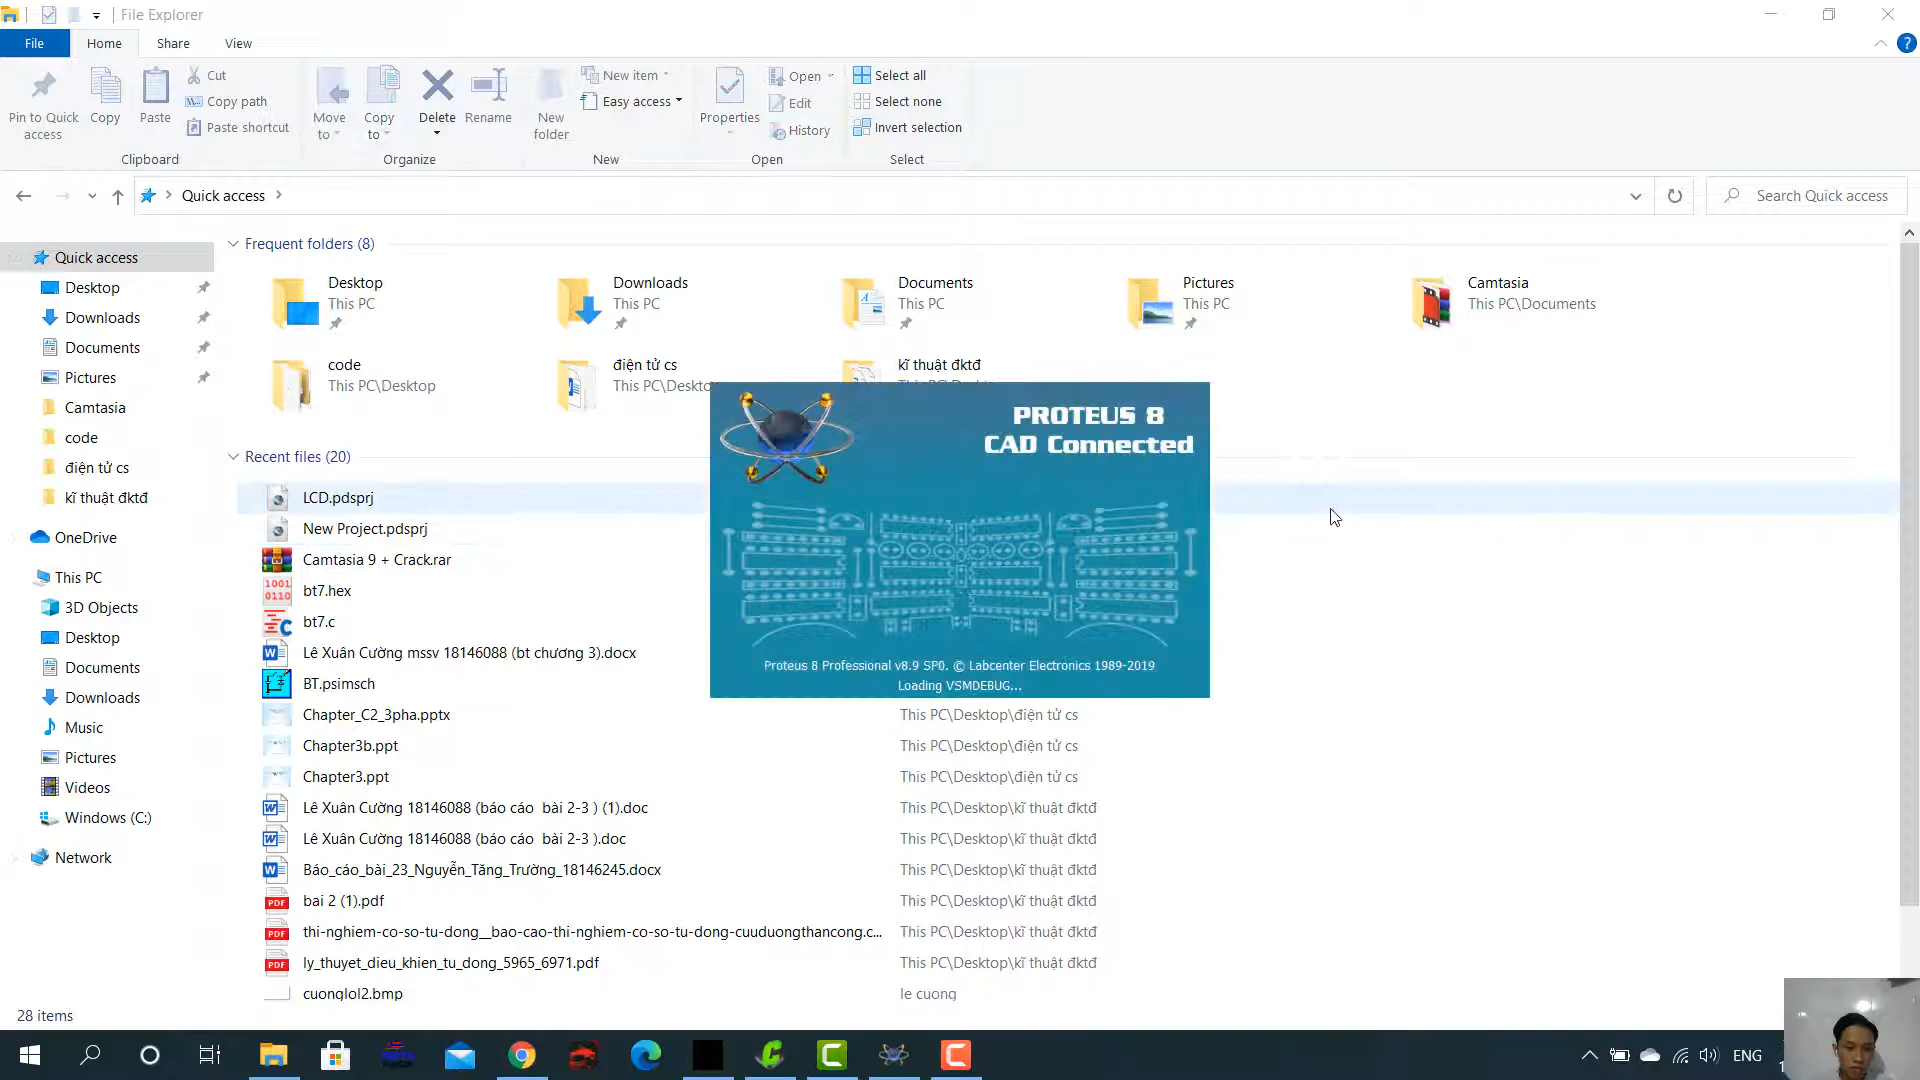 File Explorer
File Home Share View
Pin to Quick access
Copy
Paste
Cut
Copy path
Paste shortcut
Clipboard
Move to
Copy to
Delete
Rename
Organize
New folder
New item
Easy access
New
Properties
Open
Edit
History
Open
Select all
Select none
Invert selection
Select
Quick access
Search Quick access
Quick access
Desktop
Downloads
Documents
Pictures
Camtasia
code
điện tử cs
kĩ thuật đktđ
OneDrive
This PC
3D Objects
Desktop
Documents
Downloads
Music
Pictures
Videos
Windows (C:)
Network
Frequent folders (8)
Desktop
This PC
Downloads
This PC
Documents
This PC
Pictures
This PC
Camtasia
This PC\Documents
code
This PC\Desktop
điện tử cs
This PC\Deskto
kĩ thuật đktđ
This PC\Desktop
Recent files (20)
LCD.pdsprj
New Project.pdsprj
Camtasia 9 + Crack.rar
bt7.hex
bt7.c
Lê Xuân Cường mssv 18146088 (bt chương 3).docx
BT.psimsch
Chapter_C2_3pha.pptx This PC\Desktop\điện tử cs
Chapter3b.ppt This PC\Desktop\điện tử cs
Chapter3.ppt This PC\Desktop\điện tử cs
Lê Xuân Cường 18146088 (báo cáo bài 2-3 ) (1).doc This PC\Desktop\kĩ thuật đktđ
Lê Xuân Cường 18146088 (báo cáo bài 2-3 ).doc This PC\Desktop\kĩ thuật đktđ
Báo_cáo_bài_23_Nguyễn_Tăng_Trường_18146245.docx This PC\Desktop\kĩ thuật đktđ
bai 2 (1).pdf This PC\Desktop\kĩ thuật đktđ
thi-nghiem-co-so-tu-dong__bao-cao-thi-nghiem-co-so-tu-dong-cuuduongthancong.c... This PC\Desktop\kĩ thuật đktđ
ly_thuyet_dieu_khien_tu_dong_5965_6971.pdf This PC\Desktop\kĩ thuật đktđ
cuonglol2.bmp le cuong
PROTEUS 8
CAD Connected
Proteus 8 Professional v8.9 SP0. © Labcenter Electronics 1989-2019
Loading VSMDEBUG...
28 items
ENG